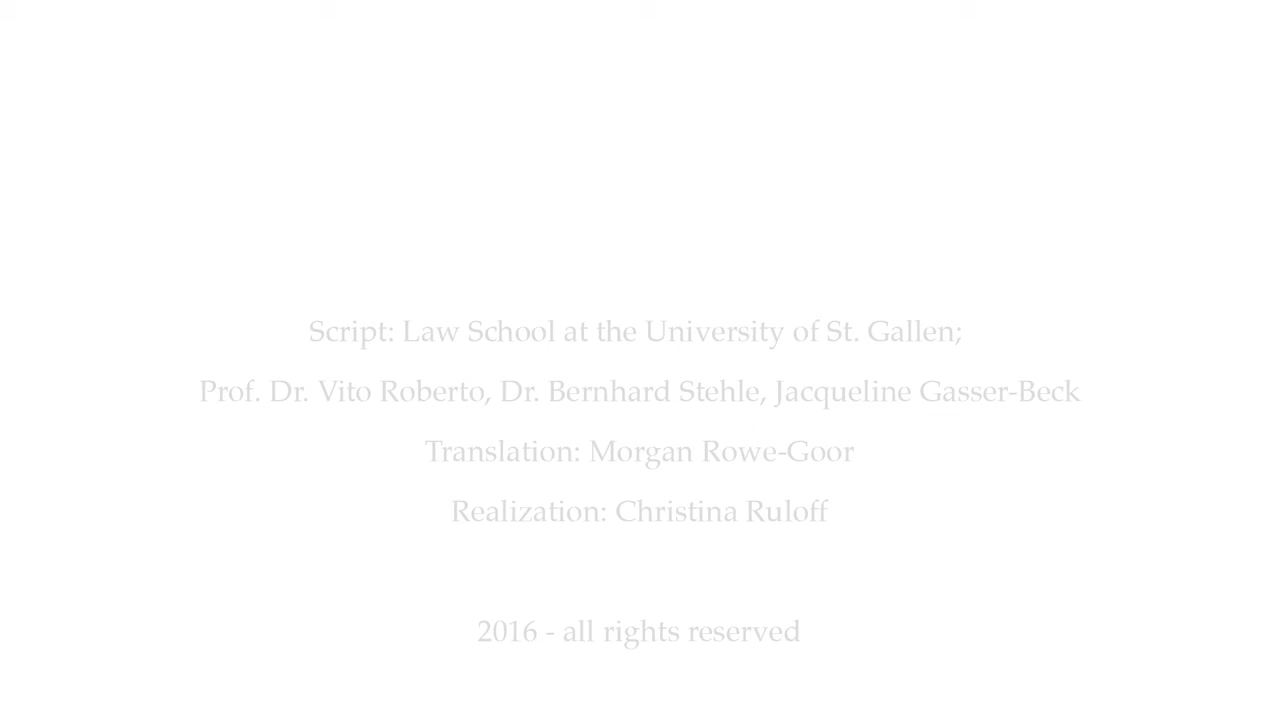 Script: Law School at the University of St. Gallen;
Prof. Dr. Vito Roberto, Dr. Bernhard Stehle, Jacqueline Gasser-Beck
Translation: Morgan Rowe-Goor
Realization: Christina Ruloff
2016 - all rights reserved